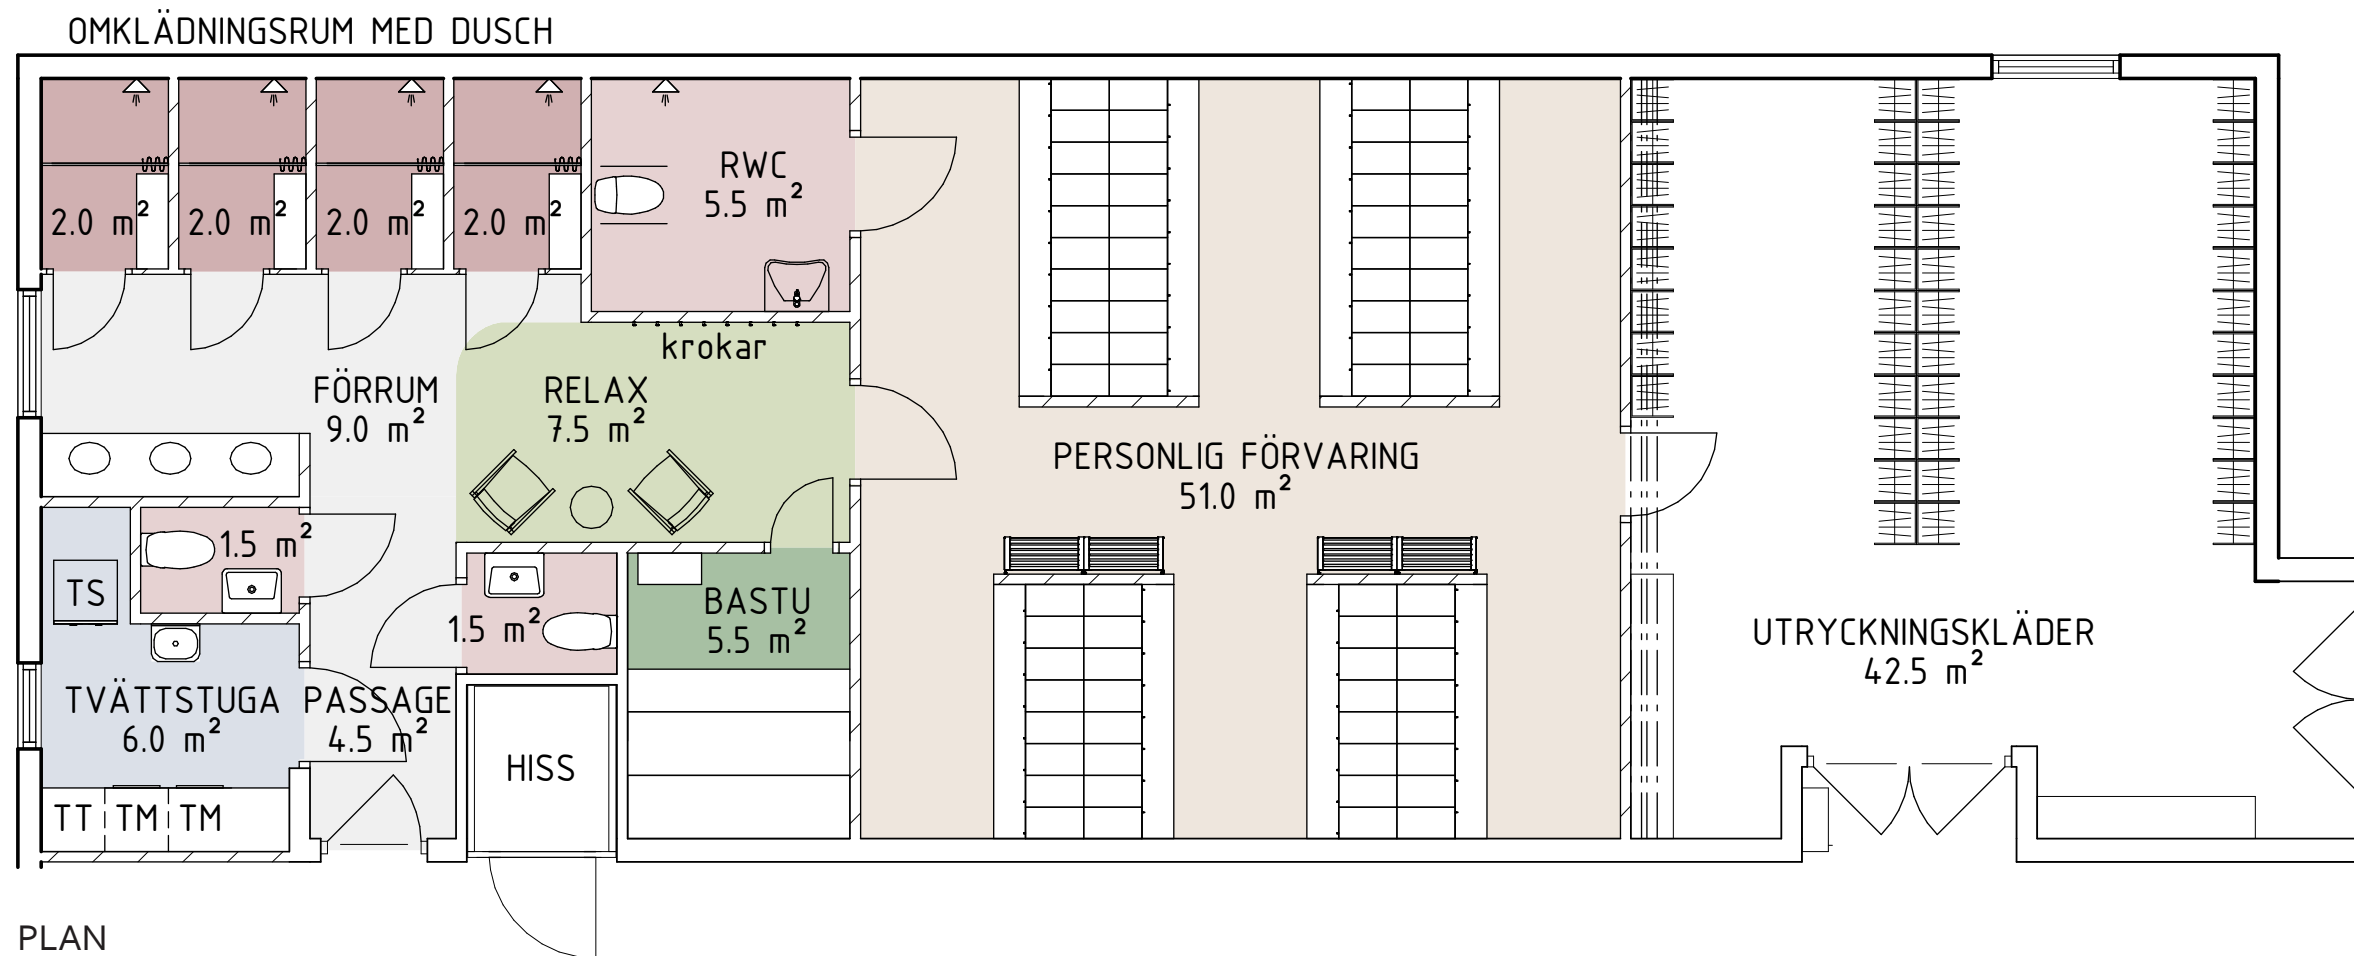 OMKLÄDNINGSRUM MED DUSCH
2.0 m²
2.0 m²
2.0 m²
2.0 m²
RWC
5.5 m²
krokar
FÖRRUM
9.0 m²
RELAX
7.5 m²
PERSONLIG FÖRVARING
51.0 m²
1.5 m²
TS
1.5 m²
BASTU
5.5 m²
UTRYCKNINGSKLÄDER
42.5 m²
TVÄTTSTUGA
6.0 m²
PASSAGE
4.5 m²
HISS
TT
TM
TM
PLAN